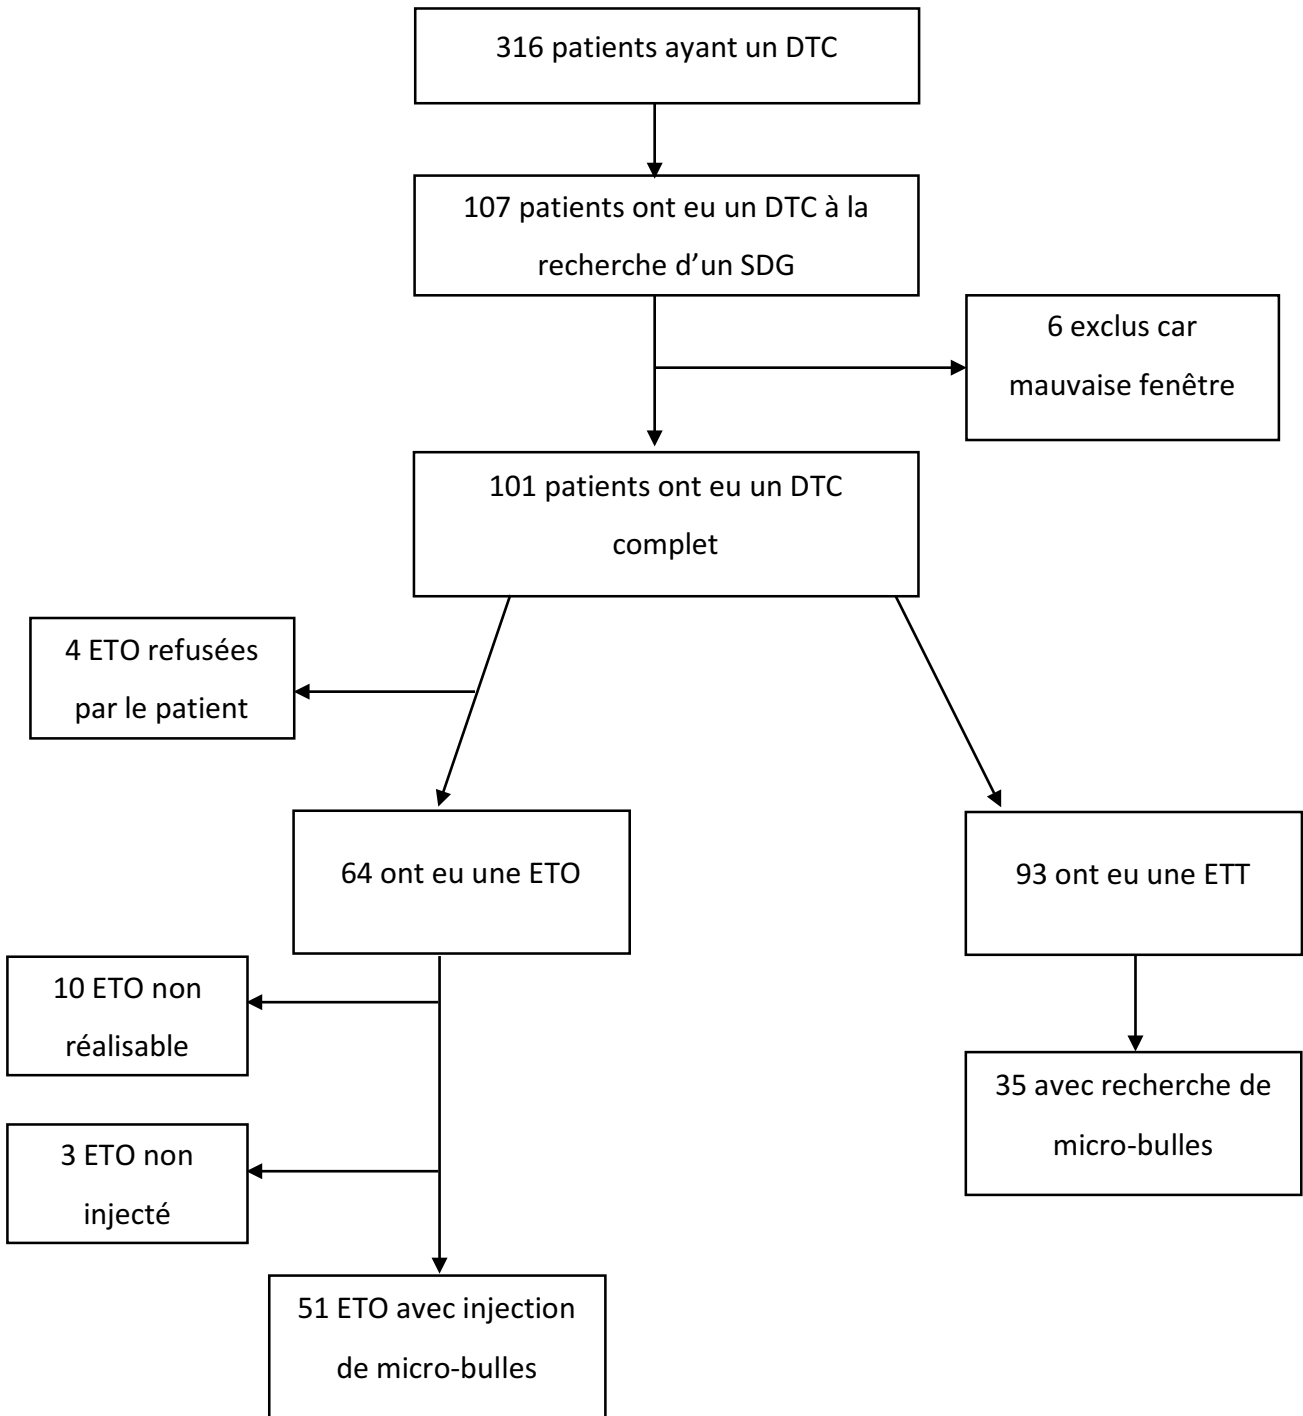 316 patients ayant un DTC
107 patients ont eu un DTC à la
recherche d’un SDG
6 exclus car
mauvaise fenêtre
101 patients ont eu un DTC
complet
4 ETO refusées
par le patient
64 ont eu une ETO
93 ont eu une ETT
10 ETO non
réalisable
35 avec recherche de
micro-bulles
3 ETO non
injecté
51 ETO avec injection
de micro-bulles